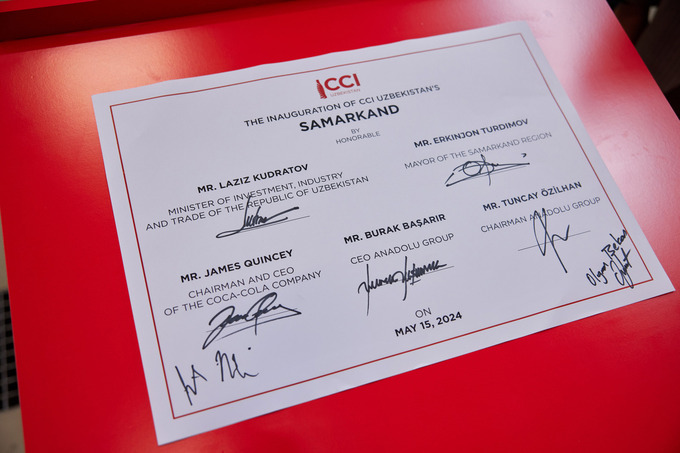 CCI
UZBEKISTAN
THE INAUGURATION OF CCI UZBEKISTAN'S
SAMARKAND
BY
HONORABLE
MR. LAZIZ KUDRATOV
MINISTER OF INVESTMENT, INDUSTRY
AND TRADE OF THE REPUBLIC OF UZBEKISTAN
MR. ERKINJON TURDIMOV
MAYOR OF THE SAMARKAND REGION
MR. JAMES QUINCEY
CHAIRMAN AND CEO
OF THE COCA-COLA COMPANY
MR. BURAK BAŞARIR
CEO ANADOLU GROUP
MR. TUNCAY ÖZİLHAN
CHAIRMAN ANADOLU GROUP
ON
MAY 15, 2024